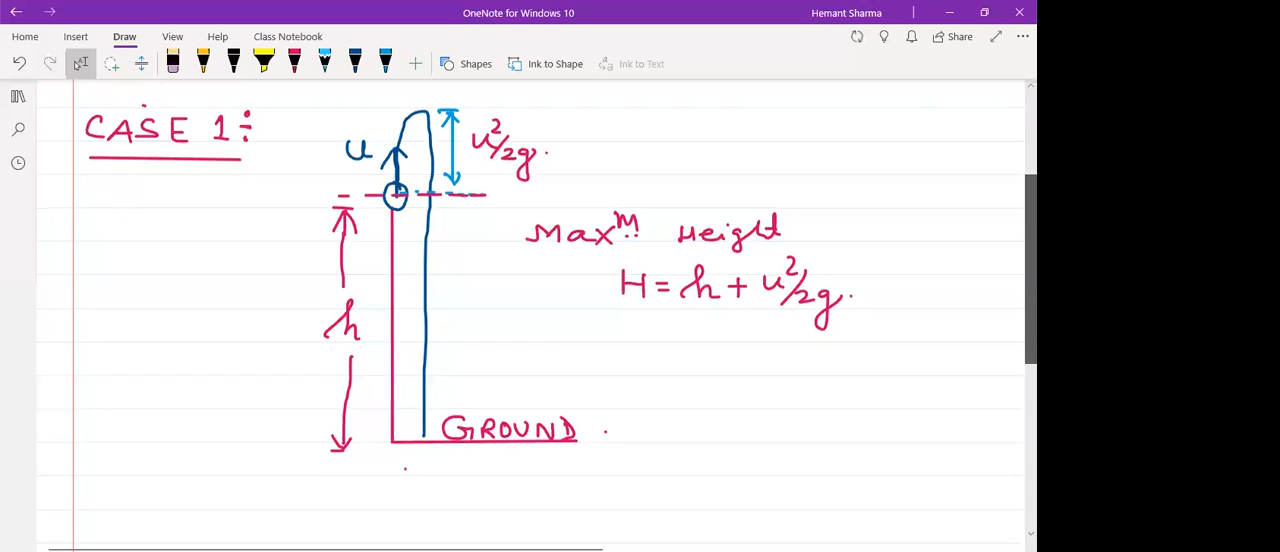 OneNote for Windows 10
Hemant Sharma
Home Insert Draw View Help Class Notebook
Share
Shapes Ink to Shape Ink to Text
CASE 1:
u
u²/2g.
Maxᵐ Height
H = h + u²/2g.
h
GROUND